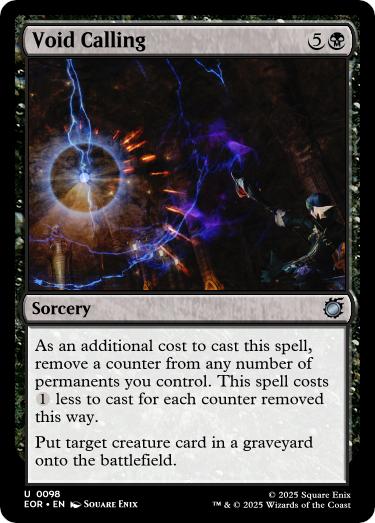 Void Calling 5
Sorcery
As an additional cost to cast this spell,
remove a counter from any number of
permanents you control. This spell costs
1 less to cast for each counter removed
this way.
Put target creature card in a graveyard
onto the battlefield.
U 0098 © 2025 Square Enix
EOR • EN Square Enix ™ & © 2025 Wizards of the Coast